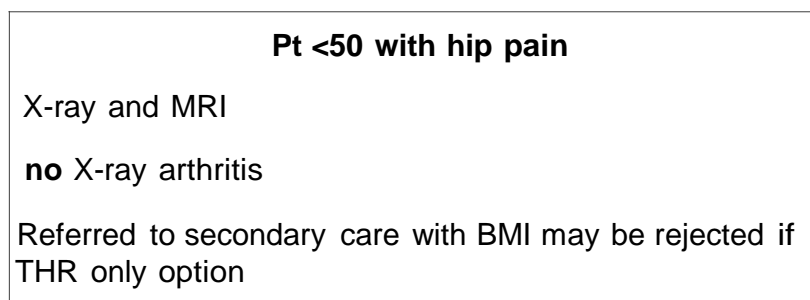 Pt <50 with hip pain
X-ray and MRI
no X-ray arthritis
Referred to secondary care with BMI may be rejected if
THR only option